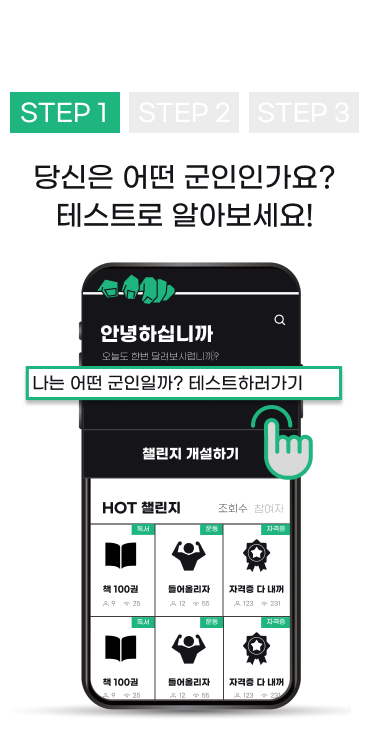 STEP 1
STEP 2
STEP 3
당신은 어떤 군인인가요?
테스트로 알아보세요!
안녕하십니까
오늘도 한번 달려보시렵니까?
나는 어떤 군인일까? 테스트하러가기
챌린지 개설하기
HOT 챌린지
조회수 참여자
독서
운동
자격증
책 100권
들어올리자
자격증 다 내꺼
9 25
12 55
123 231
독서
운동
자격증
책 100권
들어올리자
자격증 다 내꺼
9 25
12 55
123 231